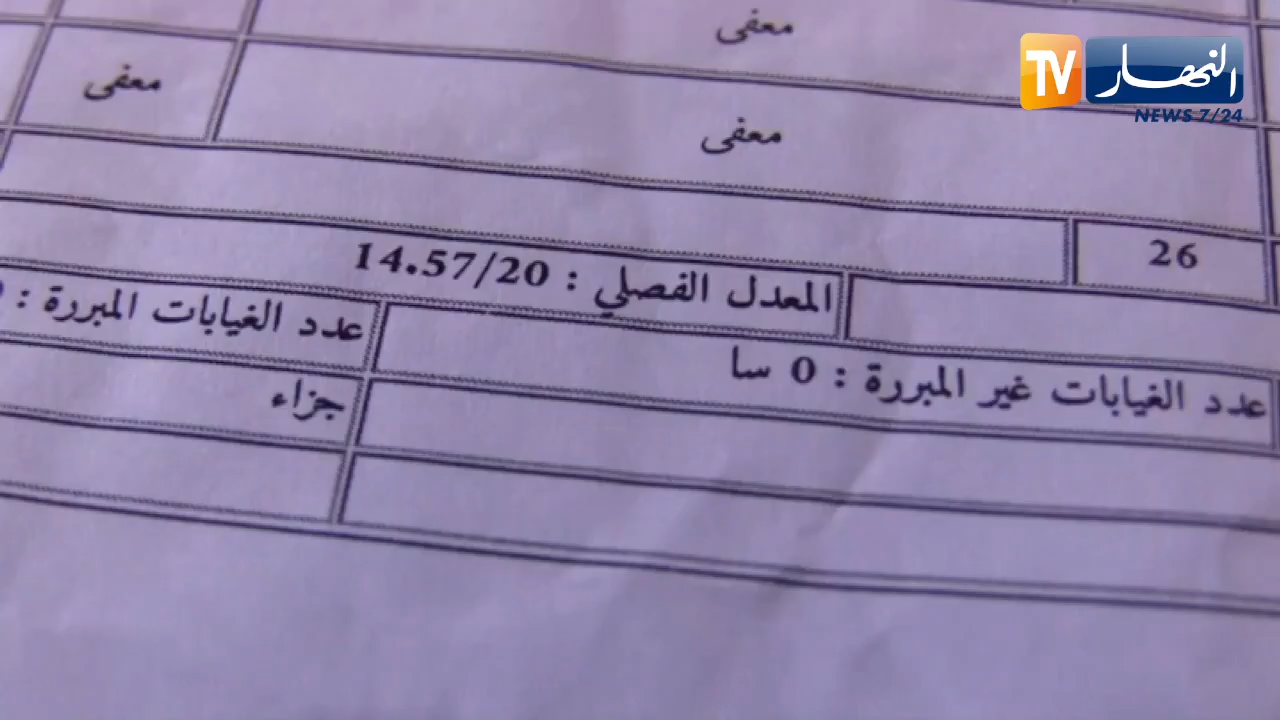 النهار TV
NEWS 7/24
معفى
معفى
معفى
26
المعدل الفصلي : 14.57/20
عدد الغيابات غير المبررة : 0 سا
عدد الغيابات المبررة :
جزاء